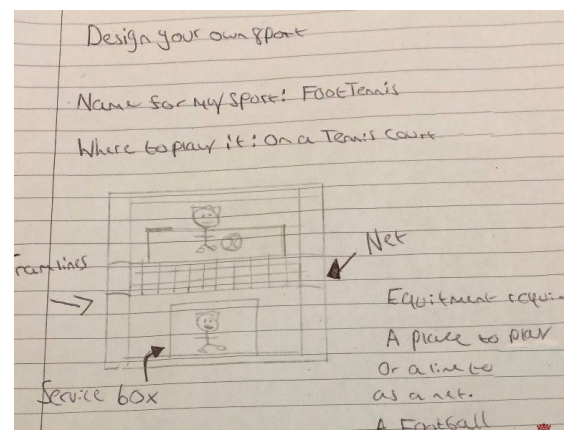 Design your own sport
Name for my sport: FootTennis
Where to play it: On a Tennis Court
Net
Tramlines
Equitment
A place to play
Or a line to
as a net.
Service box
A Football